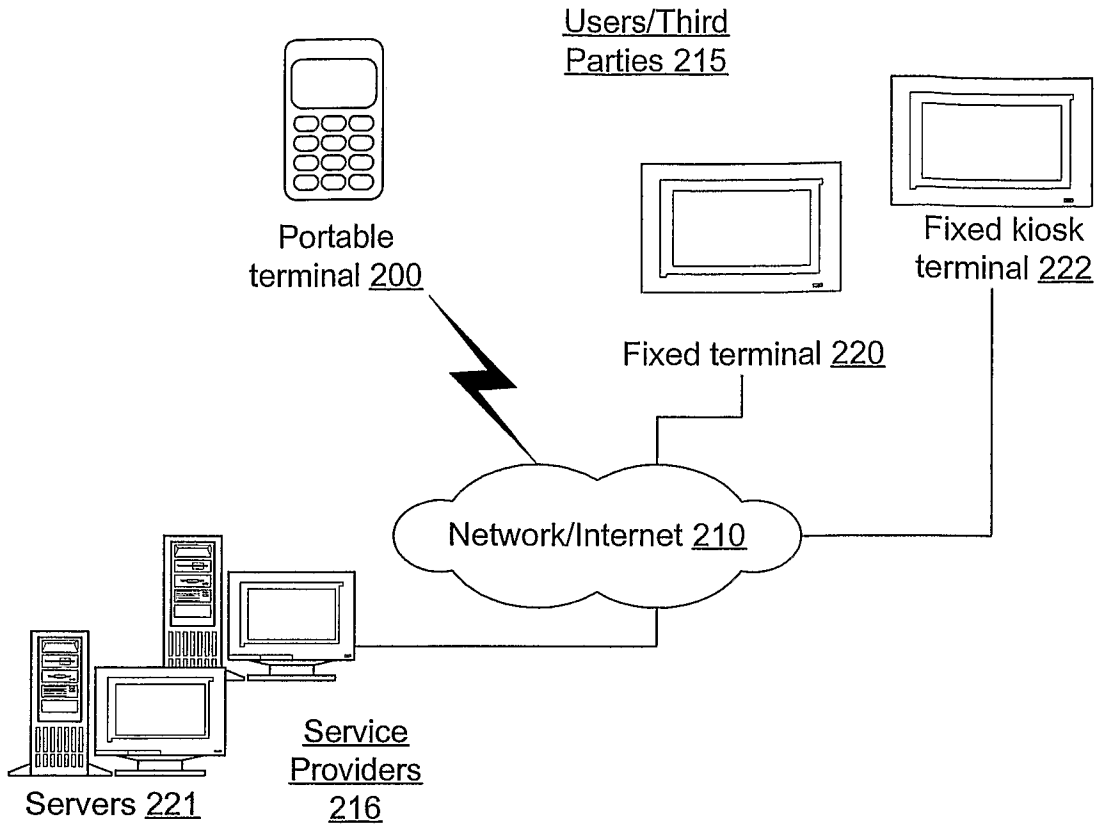 Users/Third
Parties 215
Portable
terminal 200
Fixed kiosk
terminal 222
Fixed terminal 220
Network/Internet 210
Service
Providers
216
Servers 221